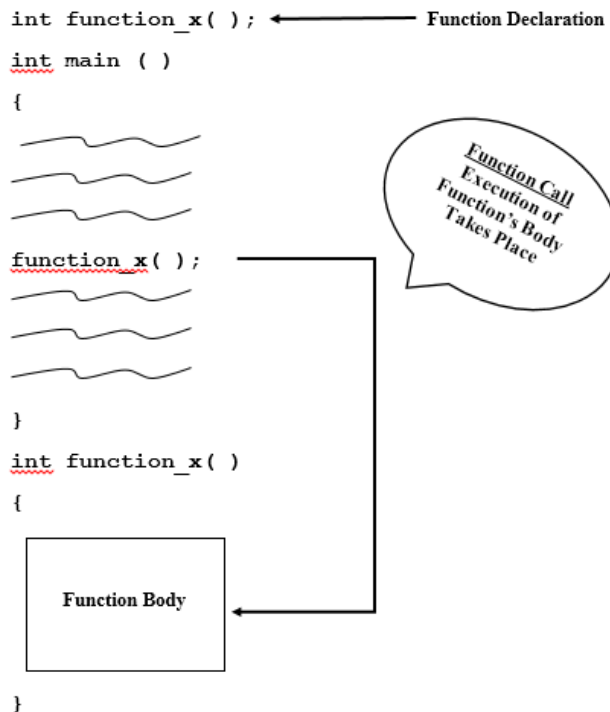 int function_x( ); Function Declaration
int main ( )
{
Function Call
Execution of
Function's Body
Takes Place
function_x( );
}
int function_x( )
{
Function Body
}